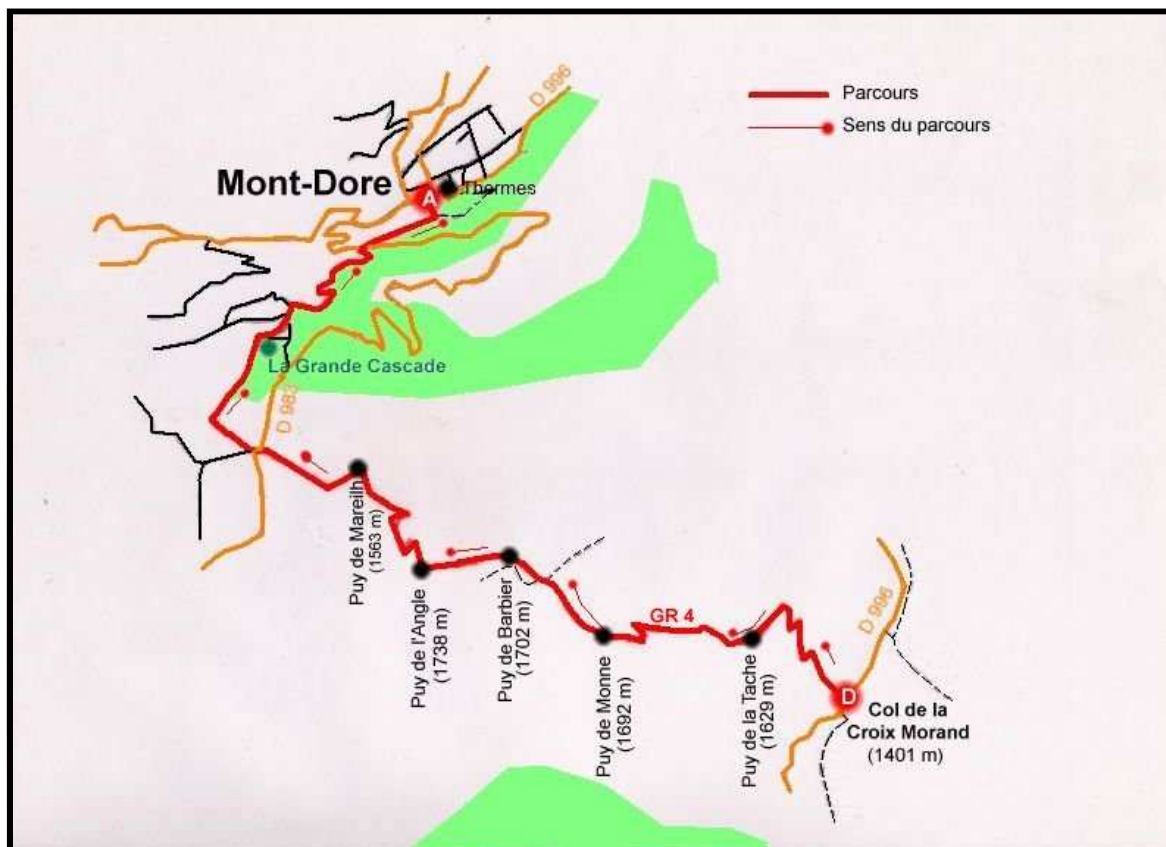 D 996
Parcours
Sens du parcours
Mont-Dore
Thermes
A
La Grande Cascade
D 983
Puy de Mareilh
(1563 m)
Puy de l'Angle
(1738 m)
Puy de Barbier
(1702 m)
Puy de Monne
(1692 m)
GR 4
Puy de la Tache
(1629 m)
D 996
D
Col de la
Croix Morand
(1401 m)